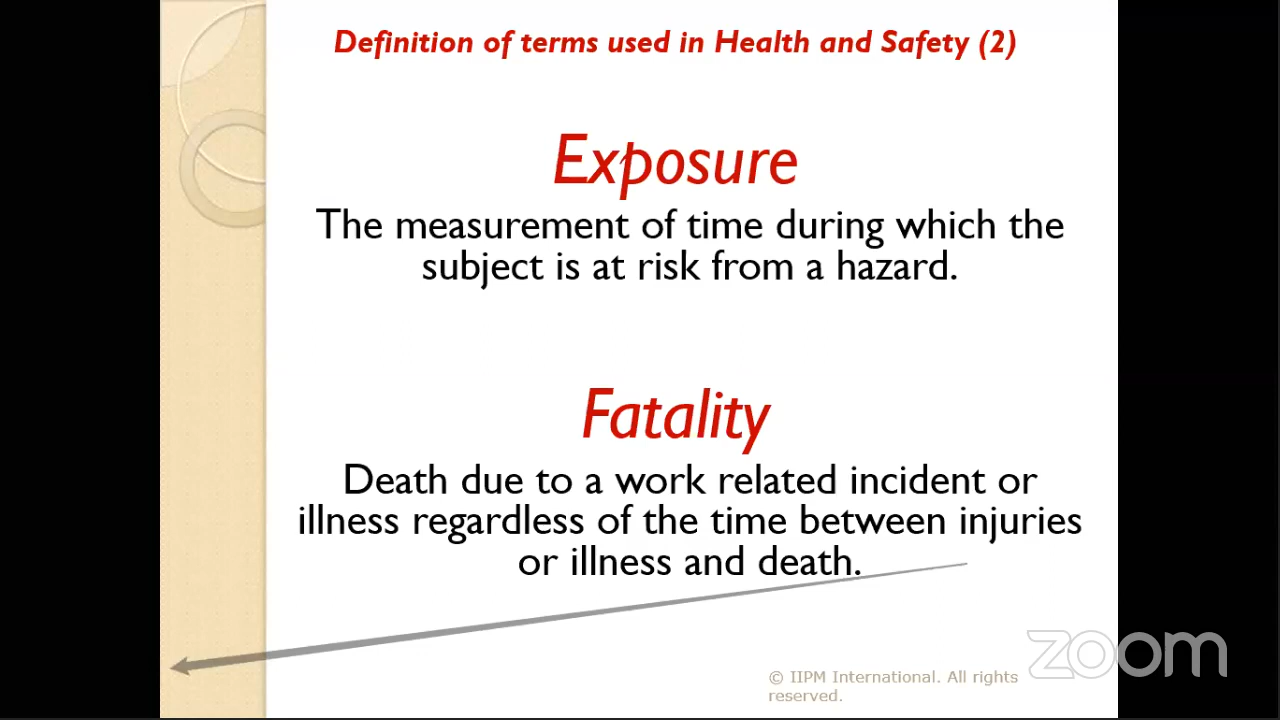 Definition of terms used in Health and Safety (2)
Exposure
The measurement of time during which the
subject is at risk from a hazard.
Fatality
Death due to a work related incident or
illness regardless of the time between injuries
or illness and death.
zoom
© IIPM International. All rights
reserved.